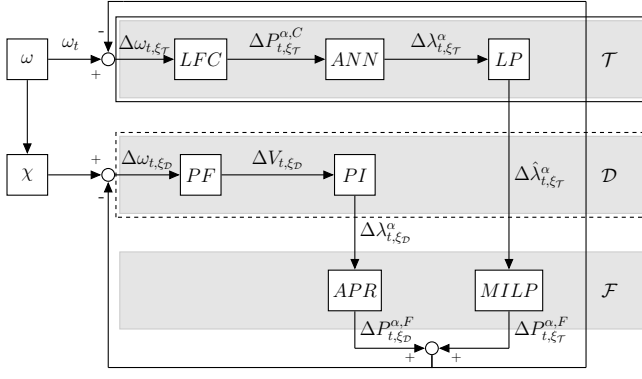 -
ω ω_t + Δω_{t,ξ_𝒯} LFC ΔP^{α,C}_{t,ξ_𝒯} ANN Δλ^α_{t,ξ_𝒯} LP 𝒯
χ + - Δω_{t,ξ_𝒟} PF ΔV_{t,ξ_𝒟} PI Δλ̂^α_{t,ξ_𝒯} 𝒟
Δλ^α_{t,ξ_𝒟}
APR MILP ℱ
ΔP^{α,F}_{t,ξ_𝒟} ΔP^{α,F}_{t,ξ_𝒯}
+ +